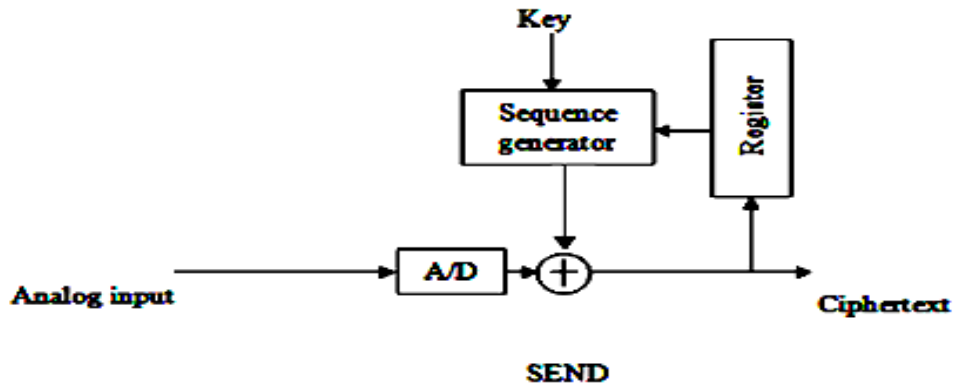 Key
Sequence
generator
Register
A/D
+
Analog input
Ciphertext
SEND